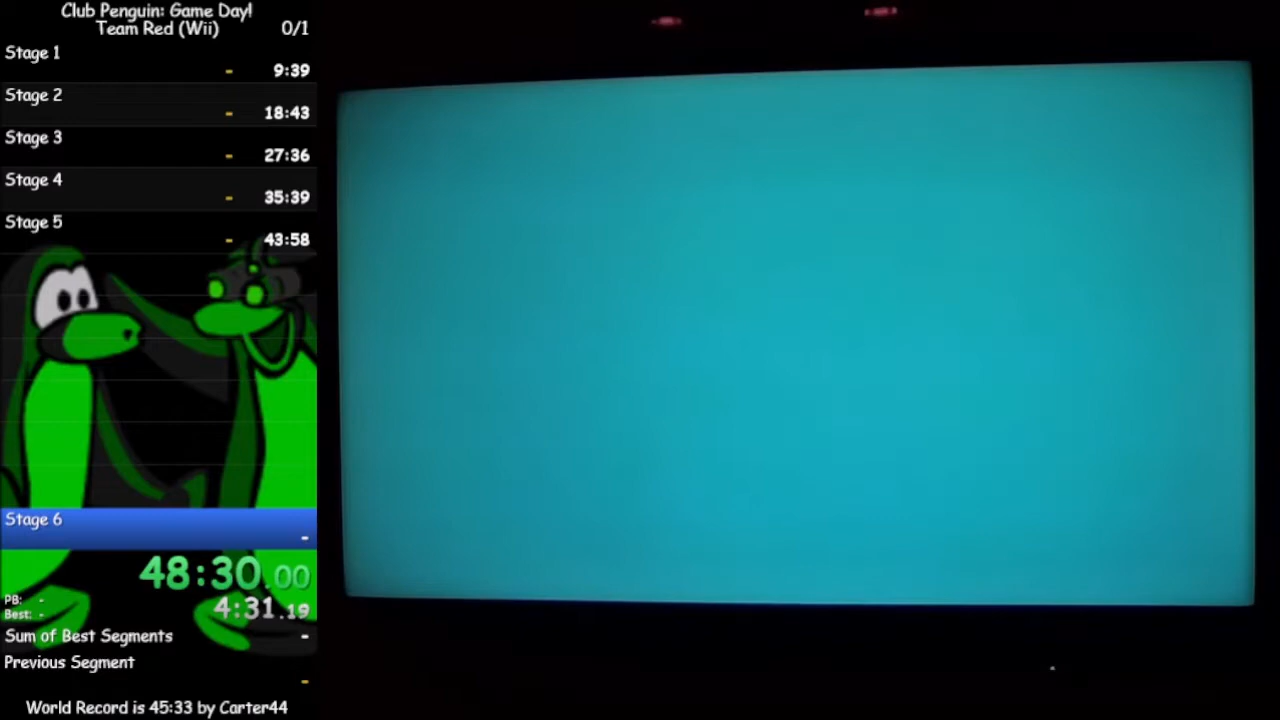 Club Penguin: Game Day!
Team Red (Wii) 0/1
Stage 1
- 9:39
Stage 2
- 18:43
Stage 3
- 27:36
Stage 4
- 35:39
Stage 5
- 43:58
Stage 6
-
48:30.00
PB: -
Best: -
4:31.19
Sum of Best Segments -
Previous Segment
-
World Record is 45:33 by Carter44